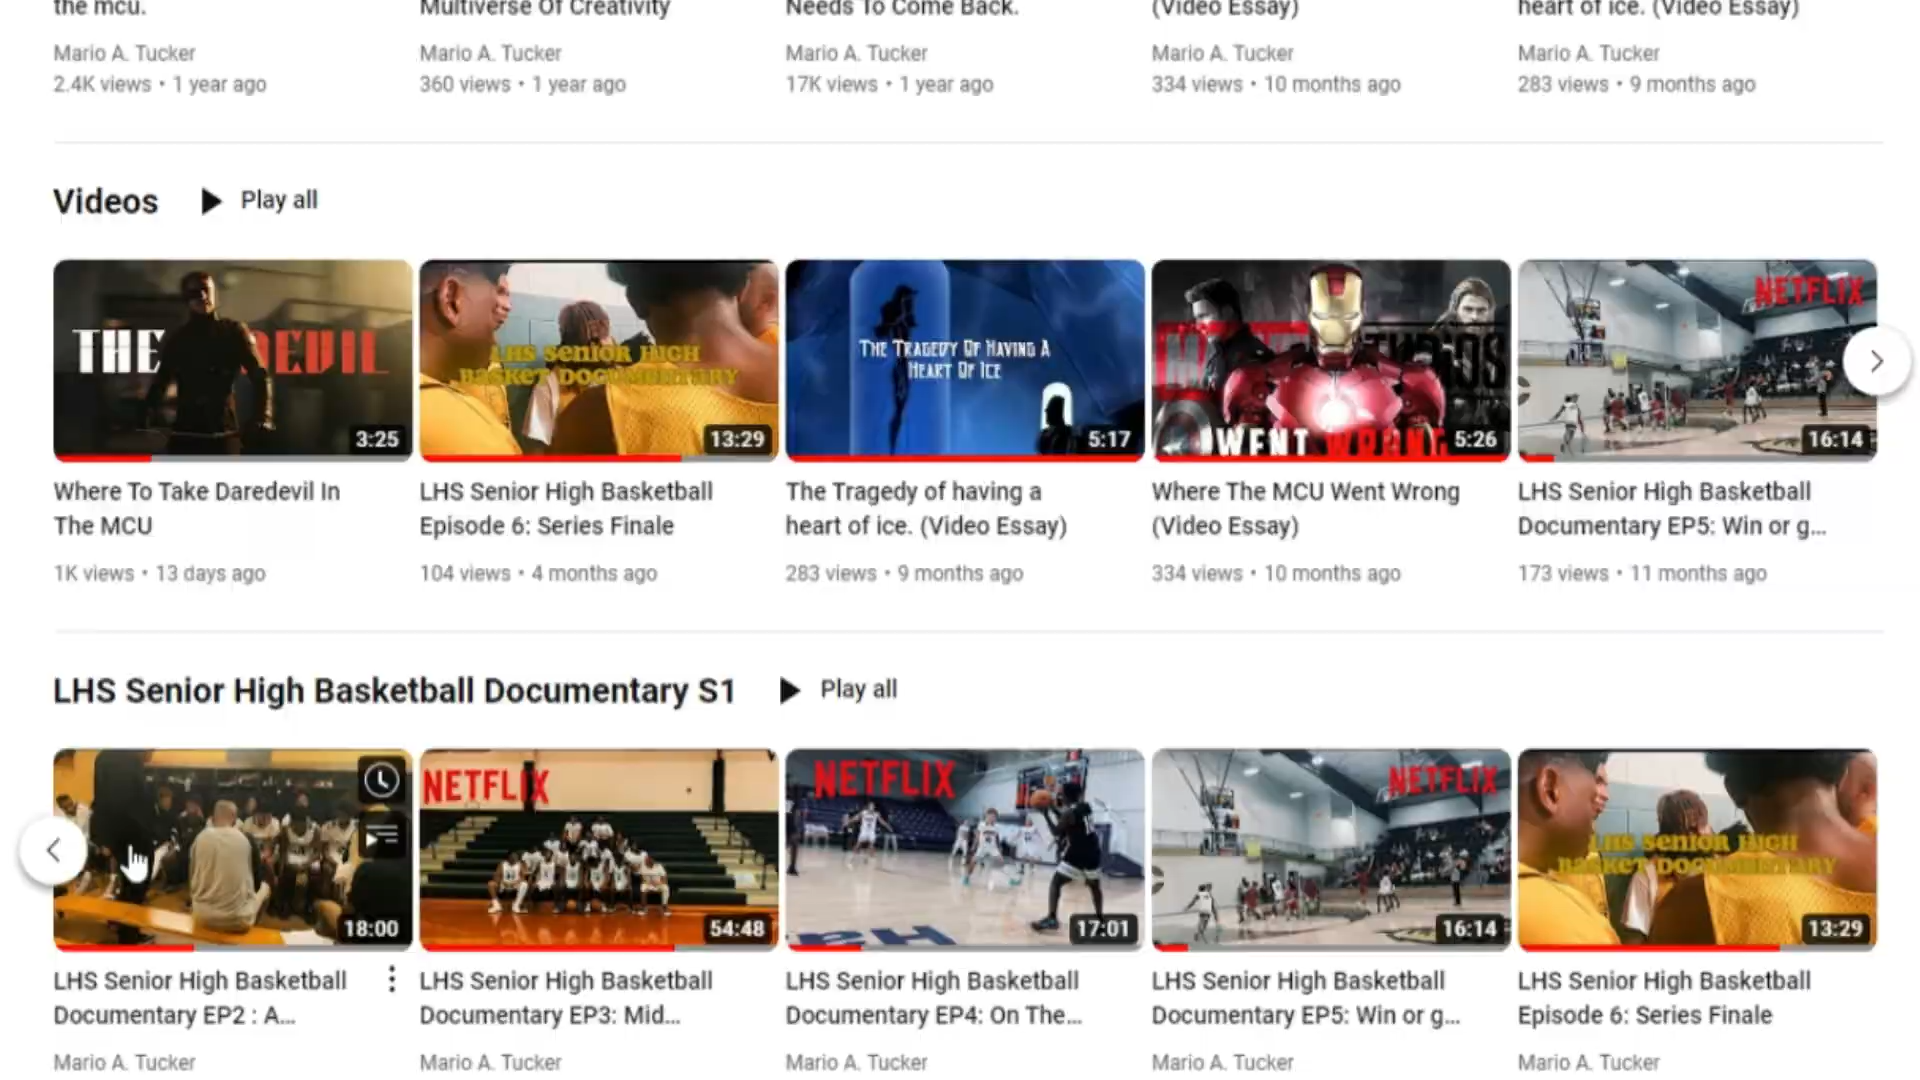 the mcu.
Multiverse Of Creativity
Needs To Come Back.
(Video Essay)
heart of ice. (Video Essay)
Mario A. Tucker
Mario A. Tucker
Mario A. Tucker
Mario A. Tucker
Mario A. Tucker
2.4K views • 1 year ago
360 views • 1 year ago
17K views • 1 year ago
334 views • 10 months ago
283 views • 9 months ago
Videos
Play all
THE
DEVIL
3:25
LHS SENIOR HIGH
BASKET DOCUMENTARY
13:29
THE TRAGEDY OF HAVING A
HEART OF ICE
5:17
WENT WRONG
5:26
NETFLIX
16:14
Where To Take Daredevil In
The MCU
LHS Senior High Basketball
Episode 6: Series Finale
The Tragedy of having a
heart of ice. (Video Essay)
Where The MCU Went Wrong
(Video Essay)
LHS Senior High Basketball
Documentary EP5: Win or g...
1K views • 13 days ago
104 views • 4 months ago
283 views • 9 months ago
334 views • 10 months ago
173 views • 11 months ago
LHS Senior High Basketball Documentary S1
Play all
18:00
NETFLIX
54:48
NETFLIX
17:01
NETFLIX
16:14
LHS SENIOR HIGH
BASKET DOCUMENTARY
13:29
LHS Senior High Basketball
Documentary EP2 : A...
LHS Senior High Basketball
Documentary EP3: Mid...
LHS Senior High Basketball
Documentary EP4: On The...
LHS Senior High Basketball
Documentary EP5: Win or g...
LHS Senior High Basketball
Episode 6: Series Finale
Mario A. Tucker
Mario A. Tucker
Mario A. Tucker
Mario A. Tucker
Mario A. Tucker